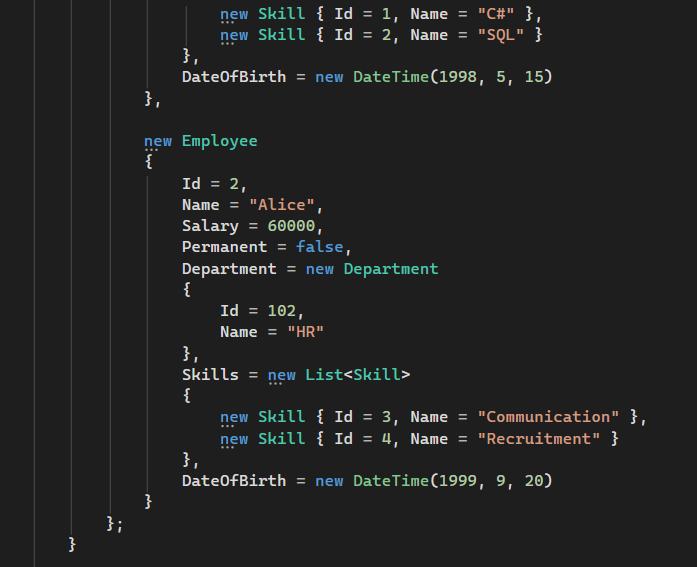 new Skill { Id = 1, Name = "C#" },
new Skill { Id = 2, Name = "SQL" }
},
DateOfBirth = new DateTime(1998, 5, 15)
},
new Employee
{
Id = 2,
Name = "Alice",
Salary = 60000,
Permanent = false,
Department = new Department
{
Id = 102,
Name = "HR"
},
Skills = new List<Skill>
{
new Skill { Id = 3, Name = "Communication" },
new Skill { Id = 4, Name = "Recruitment" }
},
DateOfBirth = new DateTime(1999, 9, 20)
}
};
}